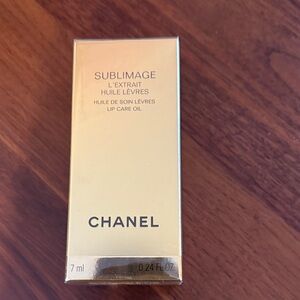 SUBLIMAGE
L'EXTRAIT
HUILE LÈVRES
HUILE DE SOIN LÈVRES
LIP CARE OIL
CHANEL
7 ml 0.24 FL. OZ.